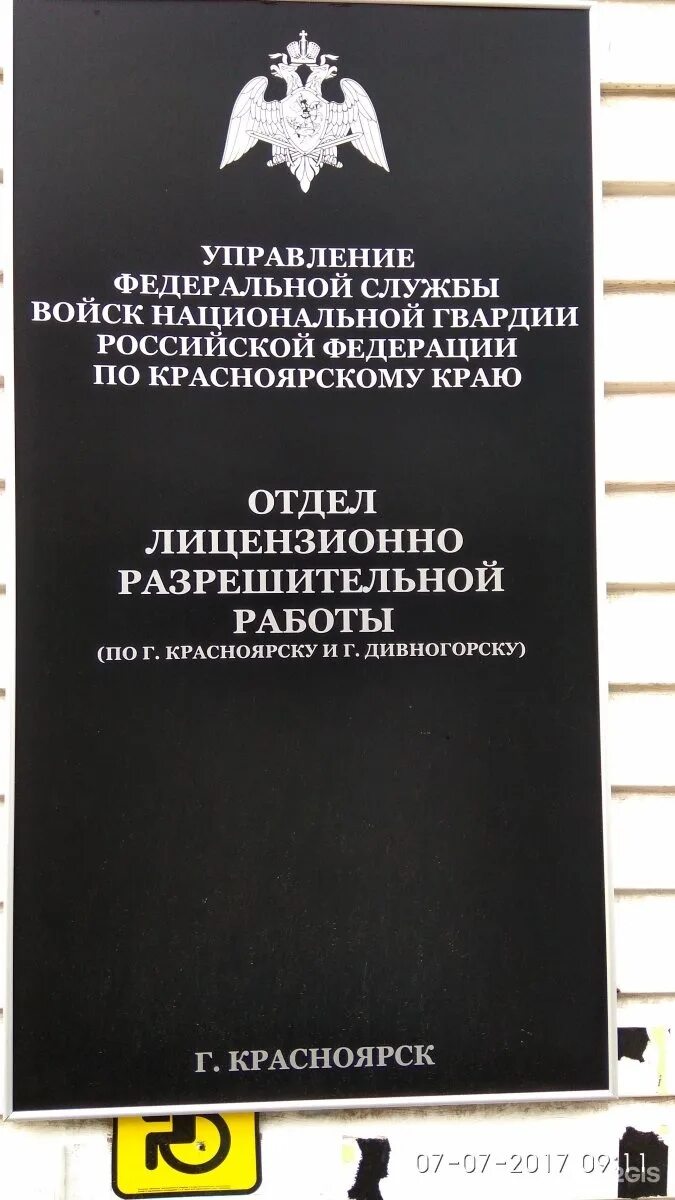 УПРАВЛЕНИЕ
ФЕДЕРАЛЬНОЙ СЛУЖБЫ
ВОЙСК НАЦИОНАЛЬНОЙ ГВАРДИИ
РОССИЙСКОЙ ФЕДЕРАЦИИ
ПО КРАСНОЯРСКОМУ КРАЮ
ОТДЕЛ
ЛИЦЕНЗИОННО
РАЗРЕШИТЕЛЬНОЙ
РАБОТЫ
(ПО Г. КРАСНОЯРСКУ И Г. ДИВНОГОРСКУ)
Г. КРАСНОЯРСК
07-07-2017 09:11
2GIS